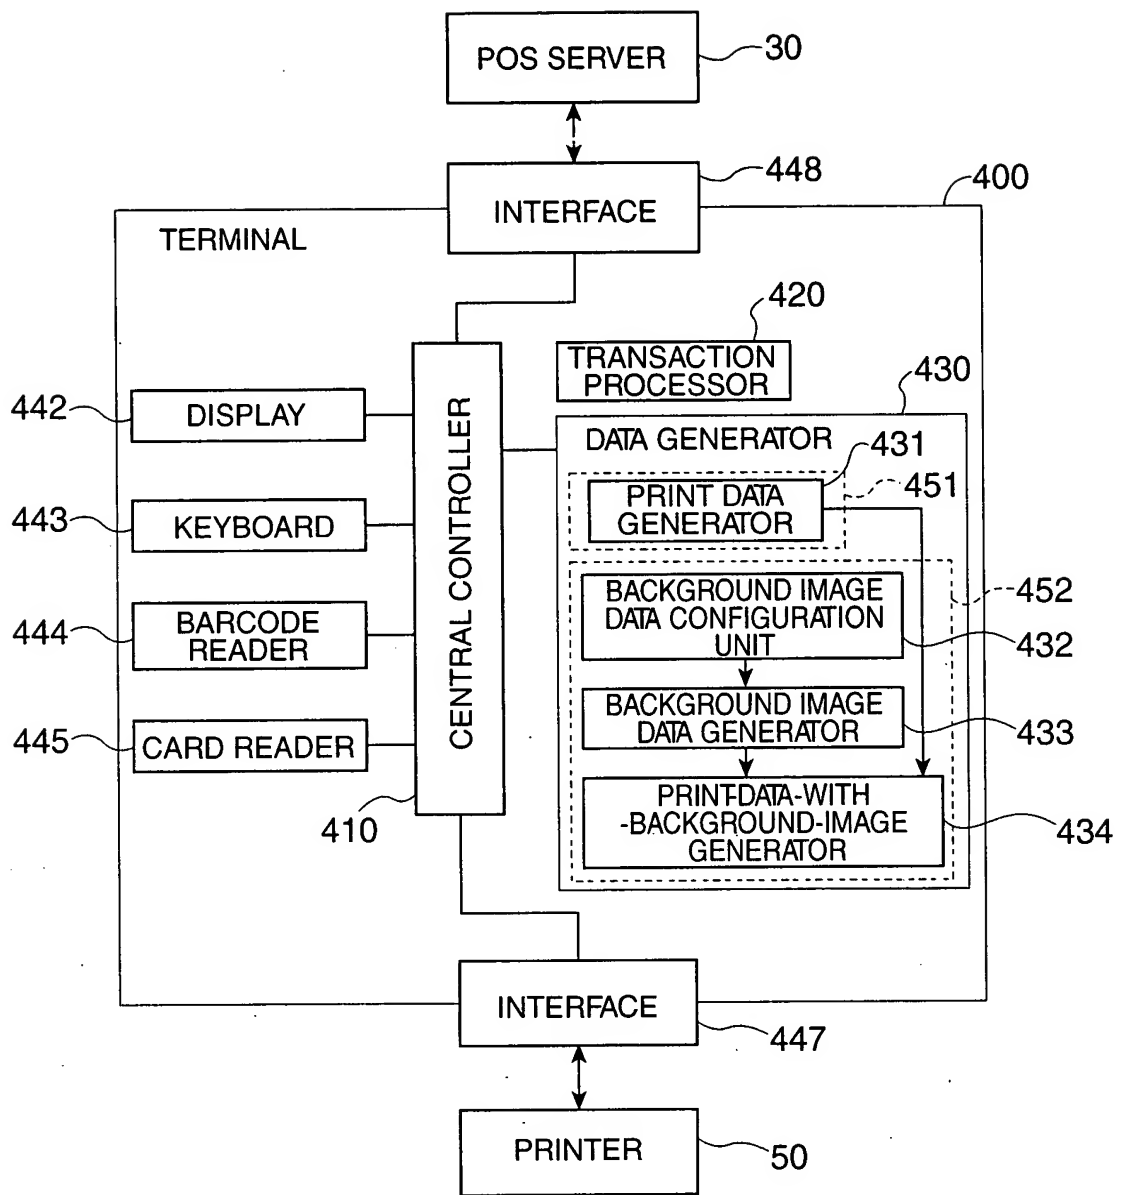 POS SERVER
30
448
INTERFACE
400
TERMINAL
420
TRANSACTION
PROCESSOR
430
442
DISPLAY
DATA GENERATOR
431
451
PRINT DATA
GENERATOR
443
KEYBOARD
CENTRAL CONTROLLER
BACKGROUND IMAGE
DATA CONFIGURATION
UNIT
452
432
444
BARCODE
READER
BACKGROUND IMAGE
DATA GENERATOR
433
445
CARD READER
PRINT-DATA-WITH
-BACKGROUND-IMAGE
GENERATOR
434
410
INTERFACE
447
PRINTER
50